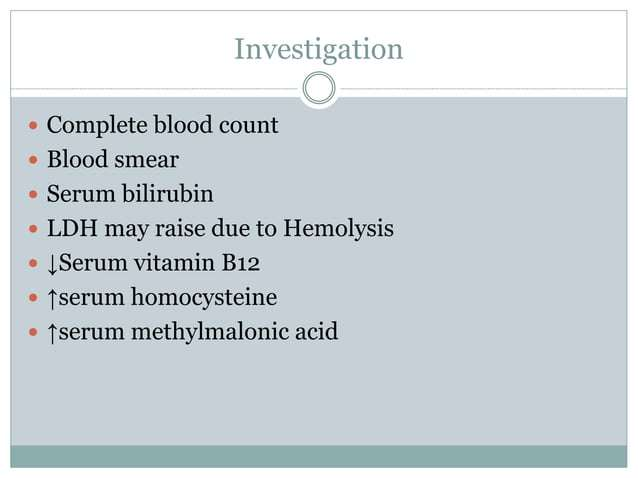 Investigation
• Complete blood count
• Blood smear
• Serum bilirubin
• LDH may raise due to Hemolysis
• ↓Serum vitamin B12
• ↑serum homocysteine
• ↑serum methylmalonic acid